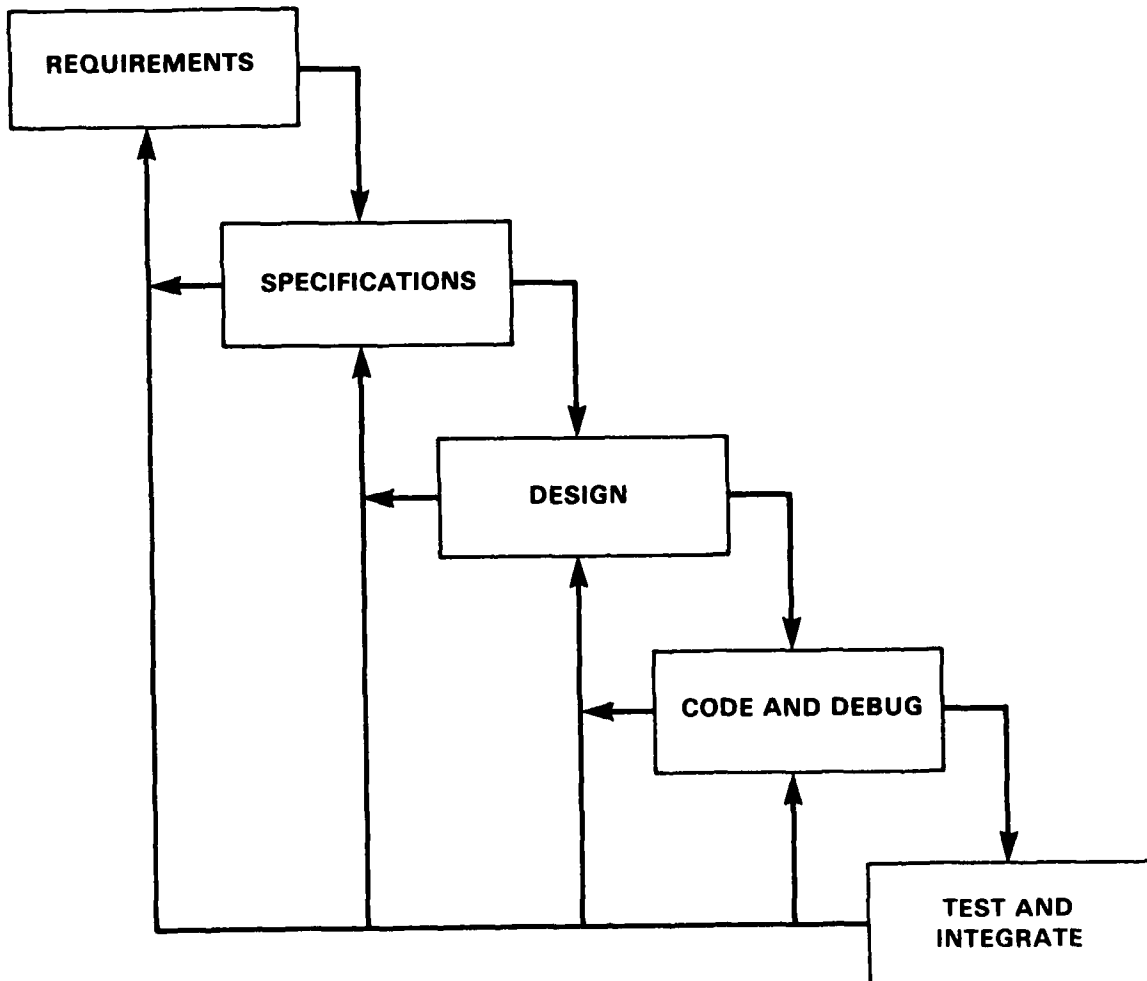 REQUIREMENTS
SPECIFICATIONS
DESIGN
CODE AND DEBUG
TEST AND
INTEGRATE